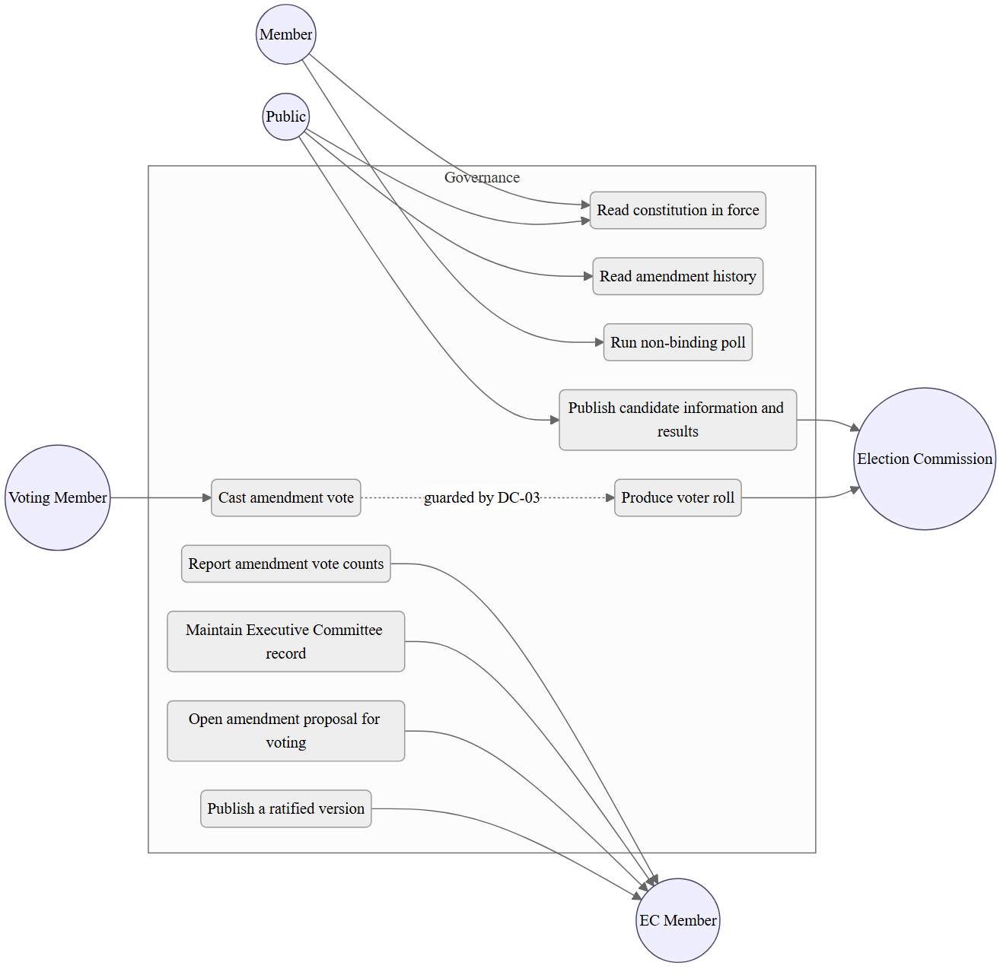 Member
Public
Governance
Read constitution in force
Read amendment history
Run non-binding poll
Publish candidate information and
results
Election Commission
Voting Member
Cast amendment vote
guarded by DC-03
Produce voter roll
Report amendment vote counts
Maintain Executive Committee
record
Open amendment proposal for
voting
Publish a ratified version
EC Member